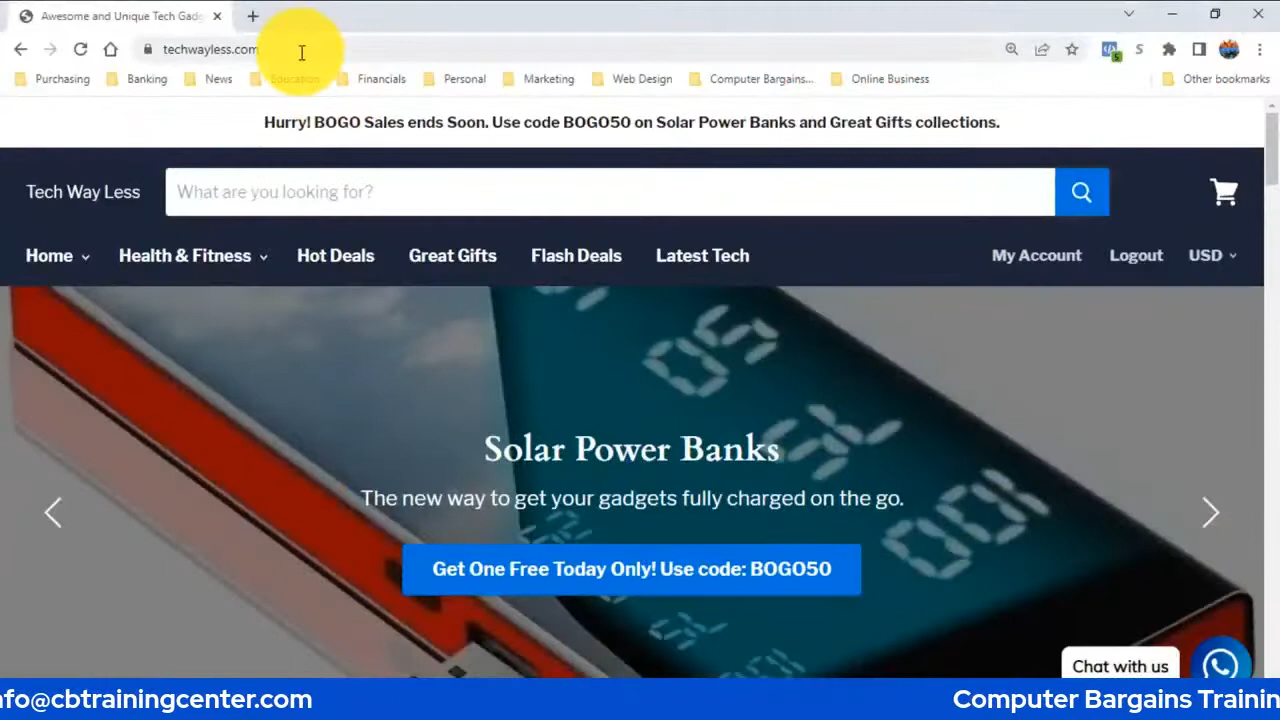 Awesome and Unique Tech Gad
techwayless.com
Purchasing
Banking
News
Education
Financials
Personal
Marketing
Web Design
Computer Bargains...
Online Business
Other bookmarks
Hurry! BOGO Sales ends Soon. Use code BOGO50 on Solar Power Banks and Great Gifts collections.
Tech Way Less
What are you looking for?
Home
Health & Fitness
Hot Deals
Great Gifts
Flash Deals
Latest Tech
My Account
Logout
USD
Solar Power Banks
The new way to get your gadgets fully charged on the go.
Get One Free Today Only! Use code: BOGO50
Chat with us
nfo@cbtrainingcenter.com
Computer Bargains Trainin